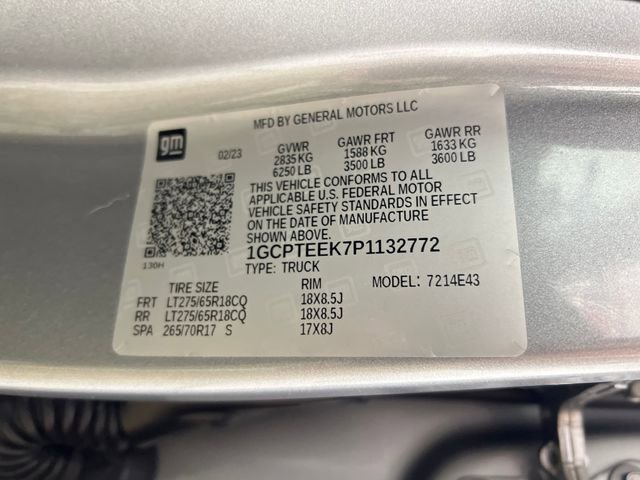 MFD BY GENERAL MOTORS LLC
gm
02/23 GVWR GAWR FRT GAWR RR
2835 KG 1588 KG 1633 KG
6250 LB 3500 LB 3600 LB
THIS VEHICLE CONFORMS TO ALL
APPLICABLE U.S. FEDERAL MOTOR
VEHICLE SAFETY STANDARDS IN EFFECT
ON THE DATE OF MANUFACTURE
SHOWN ABOVE.
130H
1GCPTEEK7P1132772
TYPE: TRUCK MODEL: 7214E43
TIRE SIZE RIM
FRT LT275/65R18CQ 18X8.5J
RR LT275/65R18CQ 18X8.5J
SPA 265/70R17 S 17X8J